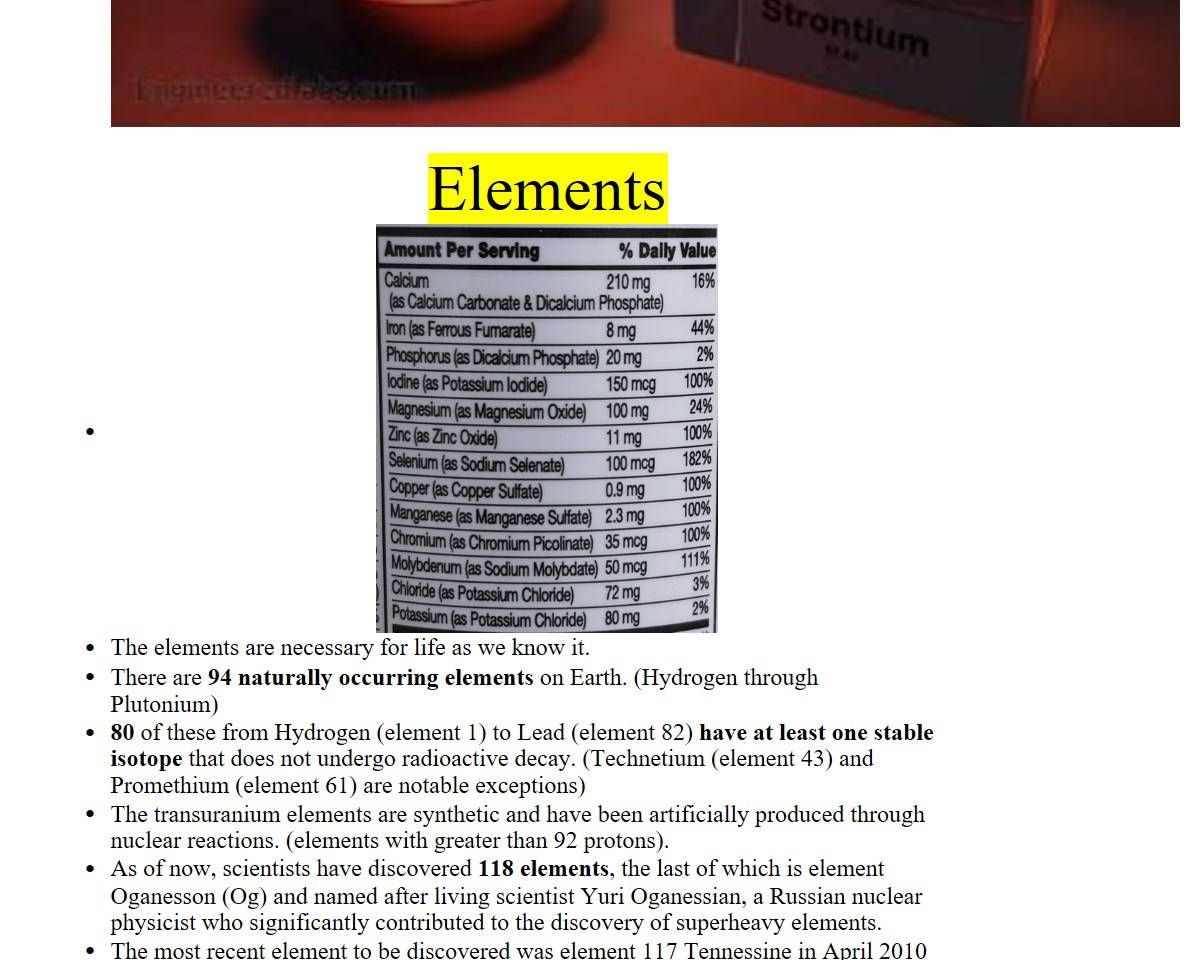 Strontium
Elements
Amount Per Serving % Daily Value
Calcium 210 mg 16%
(as Calcium Carbonate & Dicalcium Phosphate)
Iron (as Ferrous Fumarate) 8 mg 44%
Phosphorus (as Dicalcium Phosphate) 20 mg 2%
Iodine (as Potassium Iodide) 150 mcg 100%
Magnesium (as Magnesium Oxide) 100 mg 24%
Zinc (as Zinc Oxide) 11 mg 100%
Selenium (as Sodium Selenate) 100 mcg 182%
Copper (as Copper Sulfate) 0.9 mg 100%
Manganese (as Manganese Sulfate) 2.3 mg 100%
Chromium (as Chromium Picolinate) 35 mcg 100%
Molybdenum (as Sodium Molybdate) 50 mcg 111%
Chloride (as Potassium Chloride) 72 mg 3%
Potassium (as Potassium Chloride) 80 mg 2%
• The elements are necessary for life as we know it.
• There are 94 naturally occurring elements on Earth. (Hydrogen through
Plutonium)
• 80 of these from Hydrogen (element 1) to Lead (element 82) have at least one stable
isotope that does not undergo radioactive decay. (Technetium (element 43) and
Promethium (element 61) are notable exceptions)
• The transuranium elements are synthetic and have been artificially produced through
nuclear reactions. (elements with greater than 92 protons).
• As of now, scientists have discovered 118 elements, the last of which is element
Oganesson (Og) and named after living scientist Yuri Oganessian, a Russian nuclear
physicist who significantly contributed to the discovery of superheavy elements.
• The most recent element to be discovered was element 117 Tennessine in April 2010